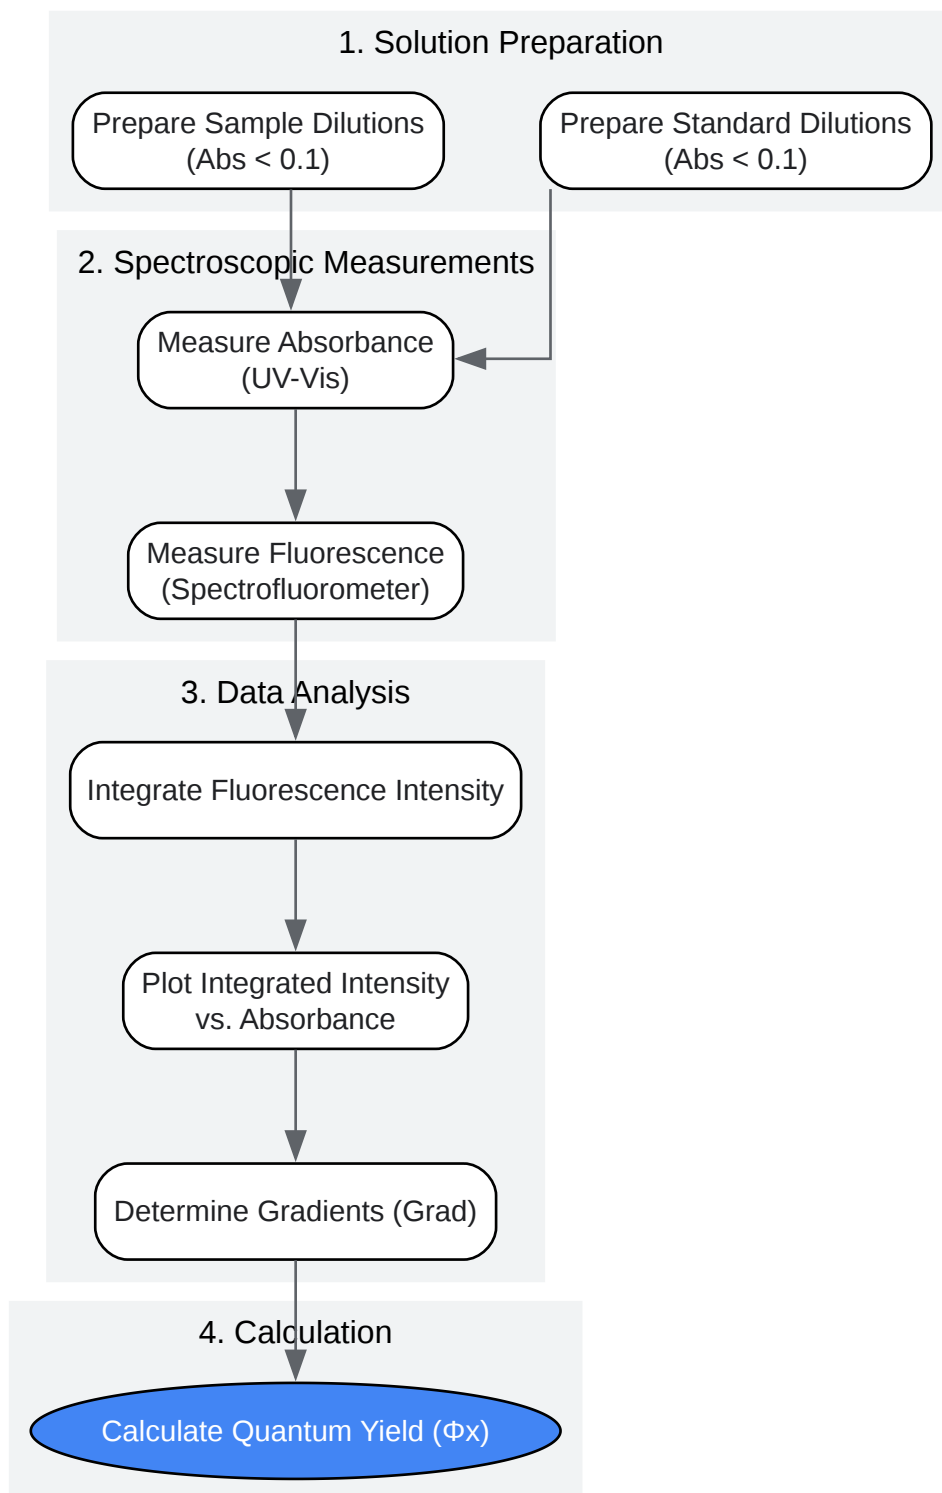 1. Solution Preparation
Prepare Sample Dilutions
(Abs < 0.1)
Prepare Standard Dilutions
(Abs < 0.1)
2. Spectroscopic Measurements
Measure Absorbance
(UV-Vis)
Measure Fluorescence
(Spectrofluorometer)
3. Data Analysis
Integrate Fluorescence Intensity
Plot Integrated Intensity
vs. Absorbance
Determine Gradients (Grad)
4. Calculation
Calculate Quantum Yield (Φx)